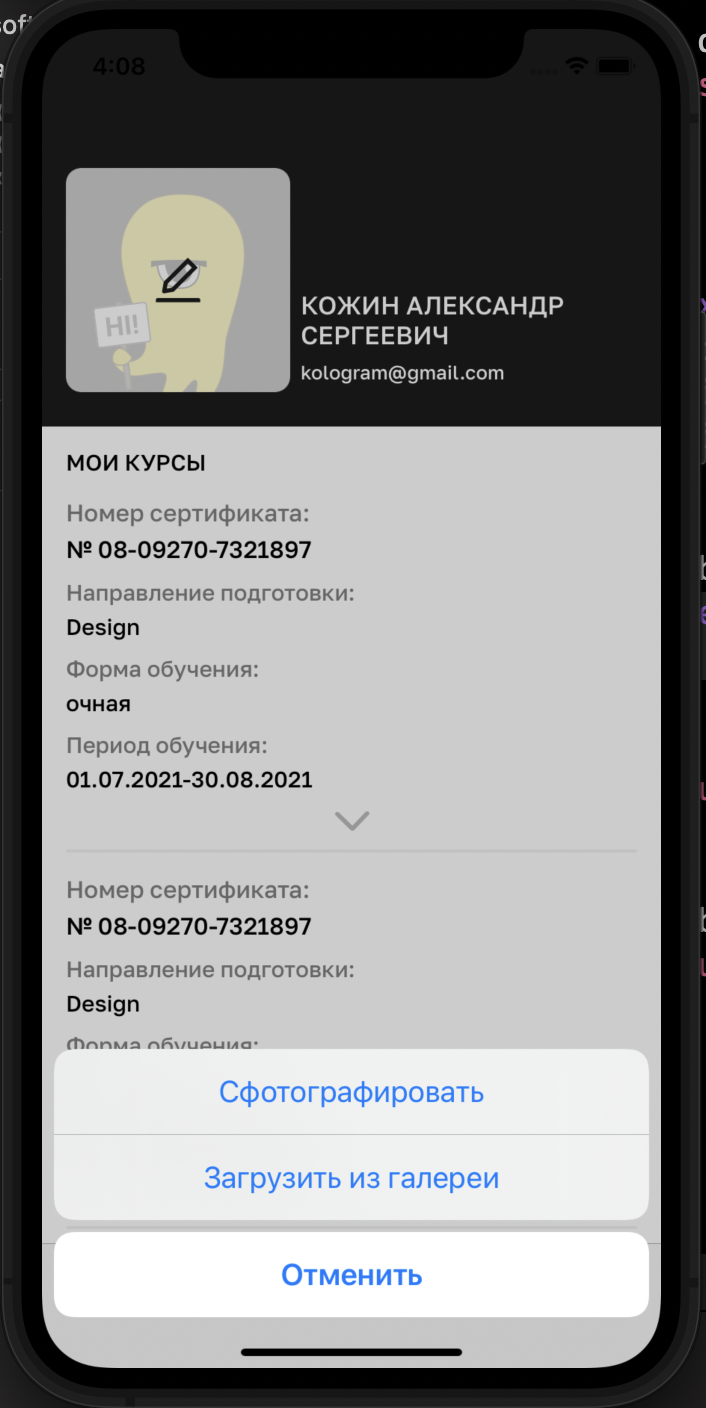 4:08
HI!
КОЖИН АЛЕКСАНДР
СЕРГЕЕВИЧ
kologram@gmail.com
МОИ КУРСЫ
Номер сертификата:
№ 08-09270-7321897
Направление подготовки:
Design
Форма обучения:
очная
Период обучения:
01.07.2021-30.08.2021
Номер сертификата:
№ 08-09270-7321897
Направление подготовки:
Design
Форма обучения:
Сфотографировать
Загрузить из галереи
Отменить